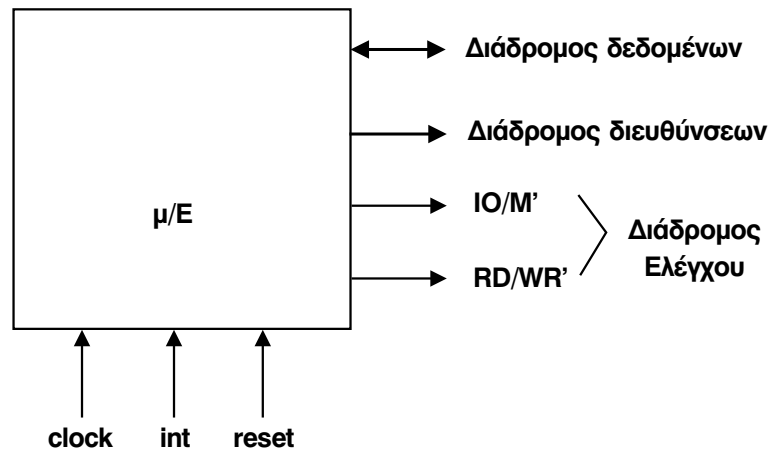 Διάδρομος δεδομένων
Διάδρομος διευθύνσεων
μ/Ε
IO/M’
RD/WR’
Διάδρομος
Ελέγχου
clock int reset